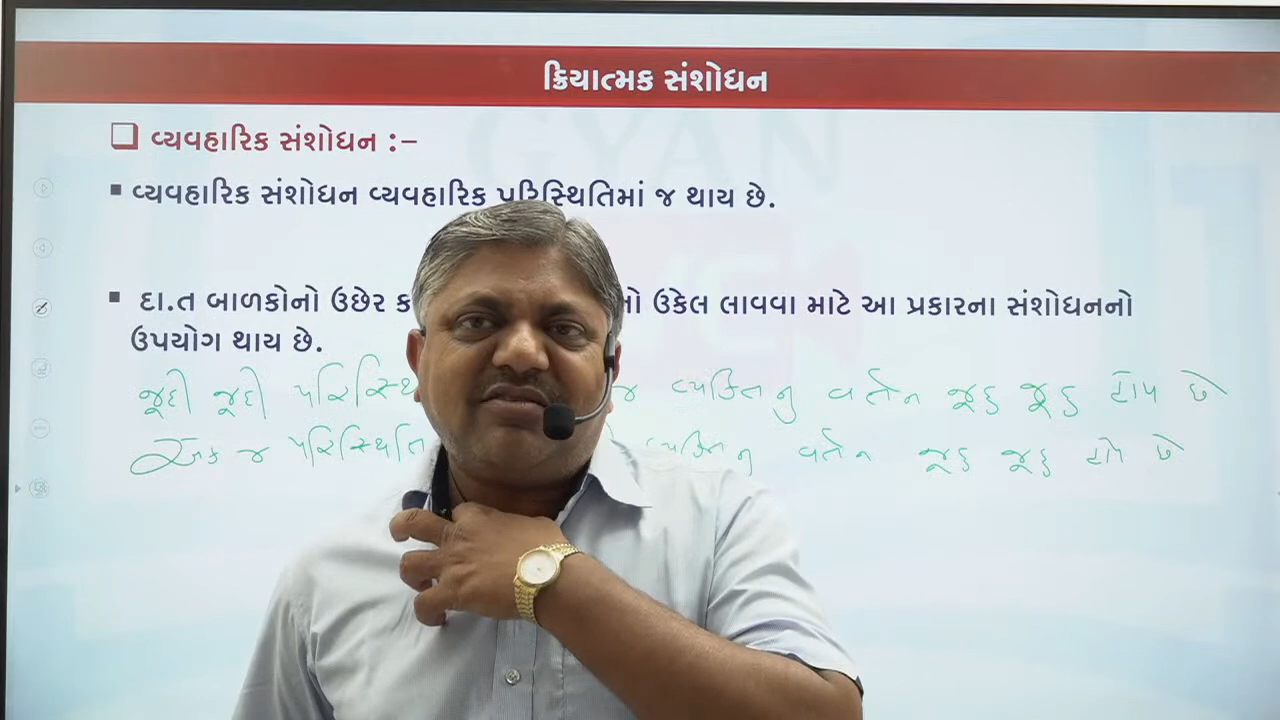 ક્રિયાત્મક સંશોધન
GYAN
❑ વ્યવહારિક સંશોધન :–
▪ વ્યવહારિક સંશોધન વ્યવહારિક પરિસ્થિતિમાં જ થાય છે.
▪ દા.ત બાળકોનો ઉછેર ઉકેલ લાવવા માટે આ પ્રકારના સંશોધનનો
ઉપયોગ થાય છે.
જૂદી જૂદી જ વ્યક્તિનુ વર્તન જૂદુ જૂદુ હોય છે
એક જ પરિસ્થિતિ વ્યક્તિનુ વર્તન જૂદુ જૂદુ હોય છે